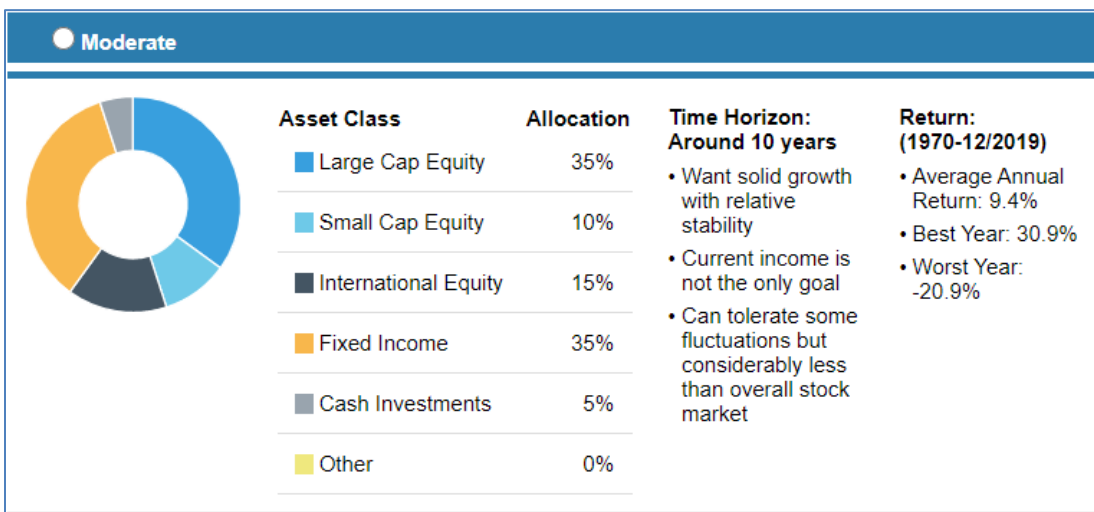 Moderate
Asset Class Allocation
Large Cap Equity 35%
Small Cap Equity 10%
International Equity 15%
Fixed Income 35%
Cash Investments 5%
Other 0%
Time Horizon:
Around 10 years
• Want solid growth
with relative
stability
• Current income is
not the only goal
• Can tolerate some
fluctuations but
considerably less
than overall stock
market
Return:
(1970-12/2019)
• Average Annual
Return: 9.4%
• Best Year: 30.9%
• Worst Year:
-20.9%